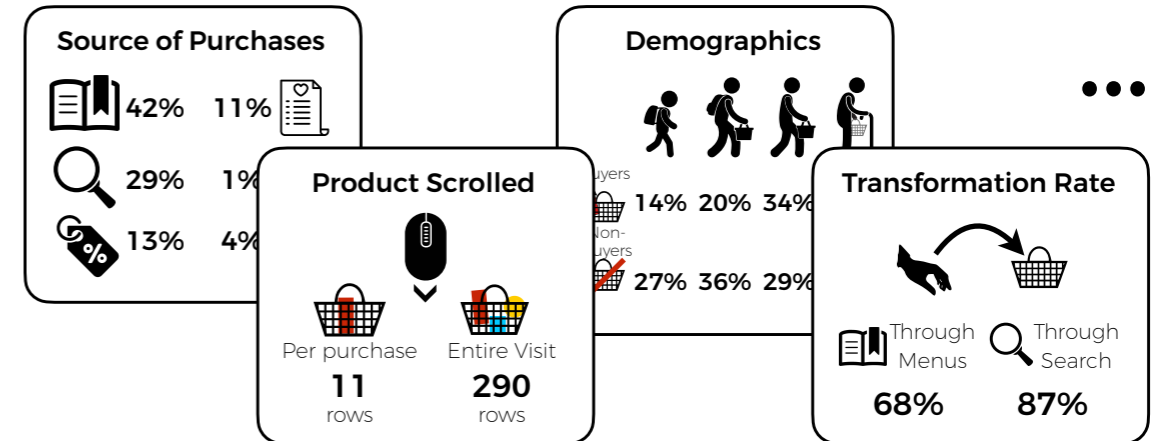 Source of Purchases
42% 11%
29% 1%
13% 4%
%
Product Scrolled
Per purchase Entire Visit
11 290
rows rows
Demographics
14% 20% 34%
27% 36% 29%
Transformation Rate
Through Through
Menus Search
68% 87%